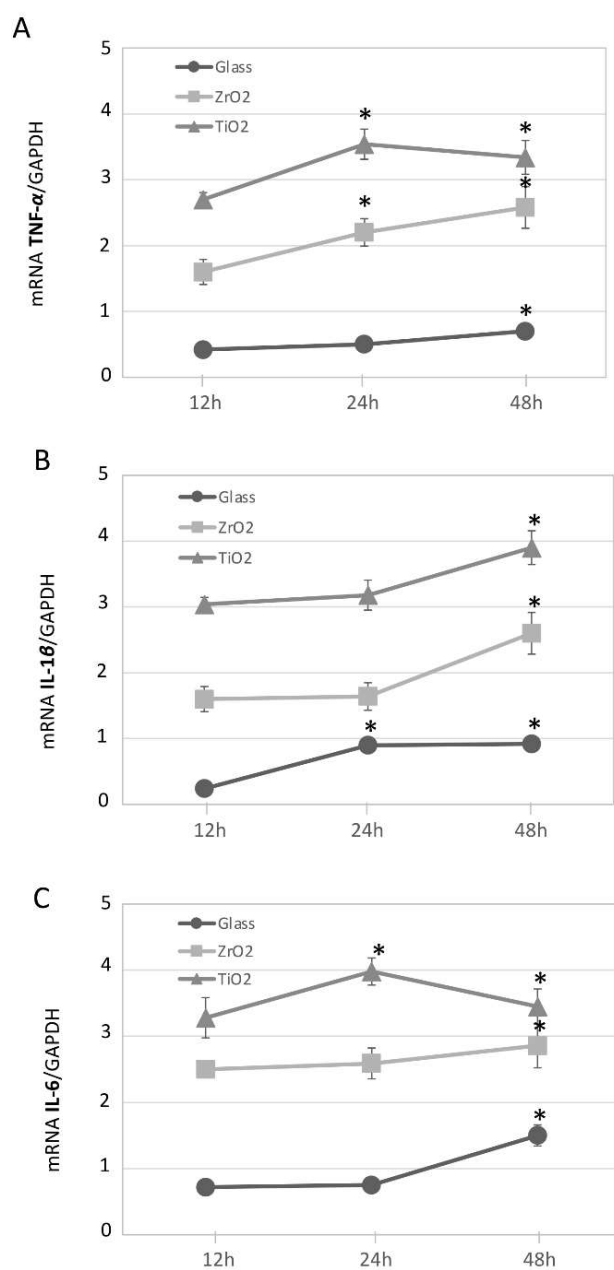 A
5
4
3
2
1
0
mRNA TNF-α/GAPDH
Glass
ZrO2
TiO2
*
*
*
*
*
12h
24h
48h
B
5
4
3
2
1
0
mRNA IL-1β/GAPDH
Glass
ZrO2
TiO2
*
*
*
*
12h
24h
48h
C
5
4
3
2
1
0
mRNA IL-6/GAPDH
Glass
ZrO2
TiO2
*
*
*
*
12h
24h
48h